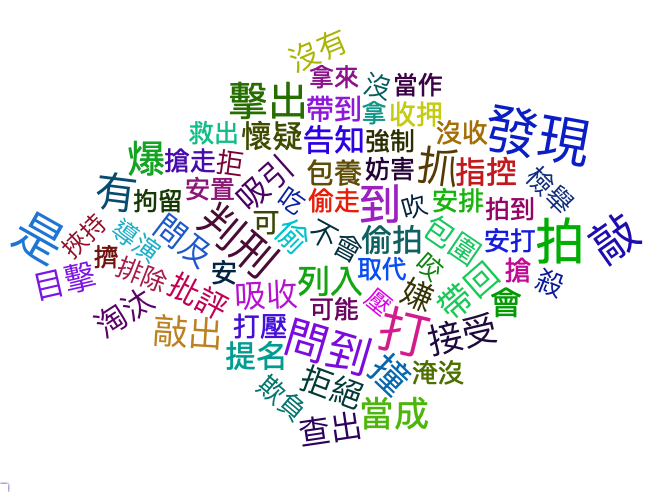 沒有
拿來
沒
當作
擊出
帶到
拿
收押
發現
救出
懷疑
告知
強制
沒收
爆
搶走
拒
包養
妨害
抓
指控
檢舉
有
拘留
安置
吸引
吃
偷走
到
吹
安排
拍到
敲
是
挾持
導演
問及
判刑
可
偷
不會
偷拍
包圍
安打
拍
目擊
擠
排除
安
列入
取代
咬
回
搶
殺
淘汰
批評
吸收
可能
壓
嫌
帶
會
敲出
打壓
問到
打
接受
提名
撞
淹沒
欺負
拒絕
當成
查出